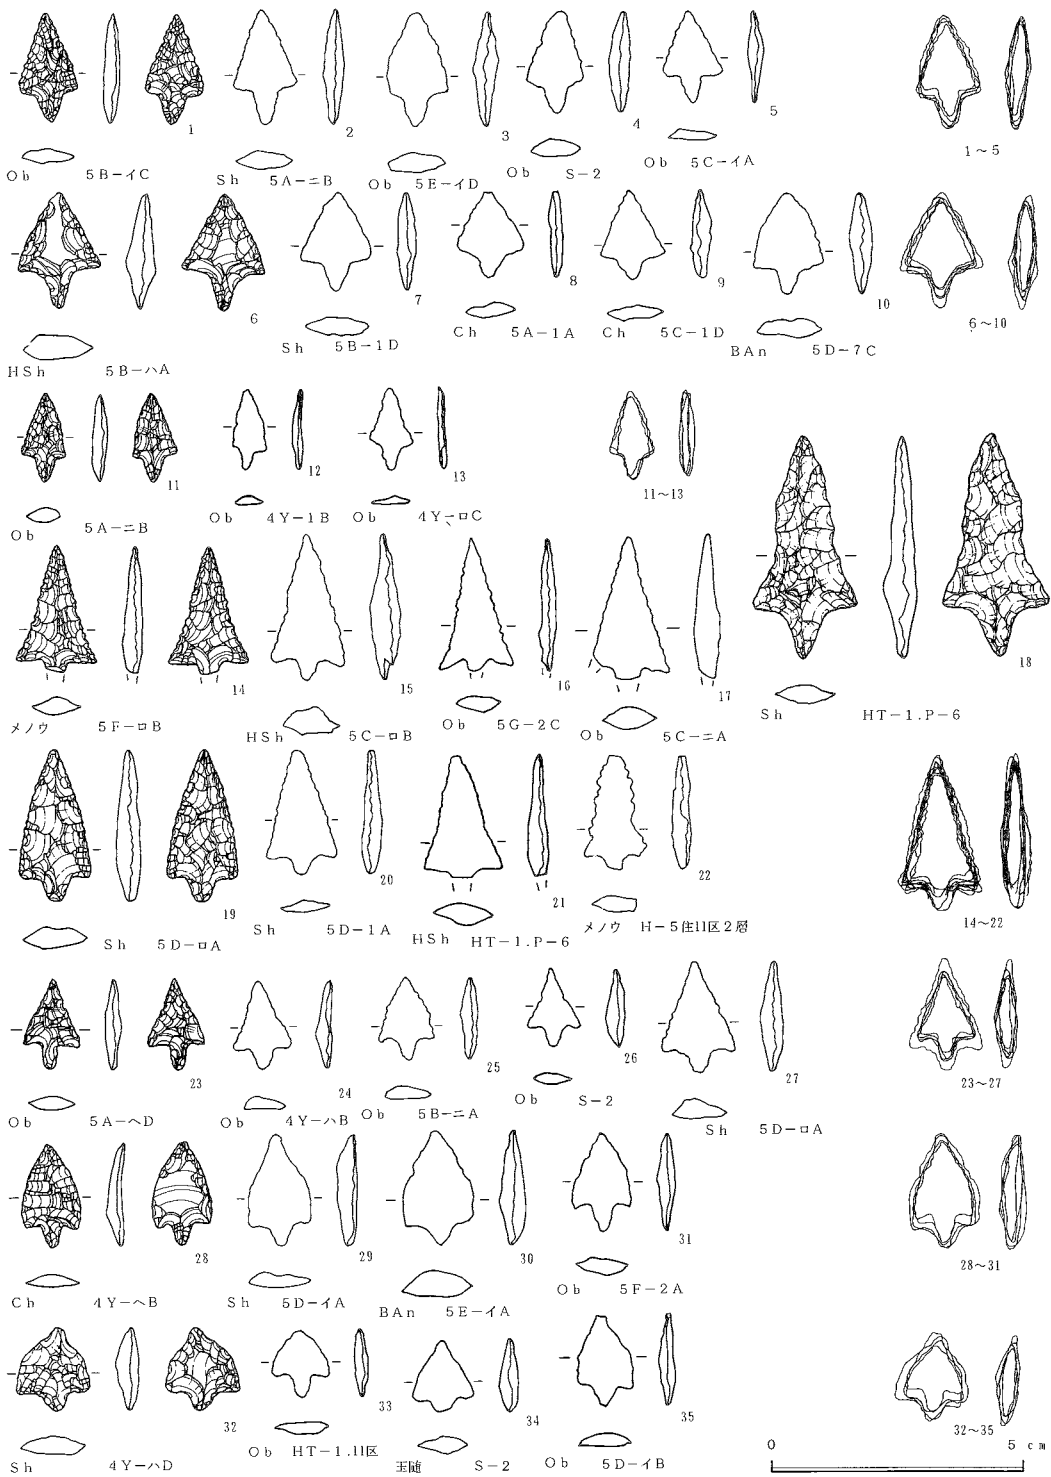 1 2 3 4 5
Ob 5B-イC Sh 5A-ニB Ob 5E-イD Ob S-2 Ob 5C-イA 1~5
6 7 8 9 10
HSh 5B-ハA Sh 5B-1D Ch 5A-1A Ch 5C-1D BAn 5D-7C 6~10
11 12 13 11~13
Ob 5A-ニB Ob 4Y-1B Ob 4Y-ロC
14 15 16 17 18
メノウ 5F-ロB HSh 5C-ロB Ob 5G-2C Ob 5C-ニA Sh HT-1.P-6
19 20 21 22 14~22
Sh 5D-ロA Sh 5D-1A HSh HT-1.P-6 メノウ H-5住11区2層
23 24 25 26 27 23~27
Ob 5A-ヘD Ob 4Y-ハB Ob 5B-ニA Ob S-2 Sh 5D-ロA
28 29 30 31 28~31
Ch 4Y-ヘB Sh 5D-イA BAn 5E-イA Ob 5F-2A
32 33 34 35 32~35
Sh 4Y-ハD Ob HT-1.11区 玉随 S-2 Ob 5D-イB
0 5 cm